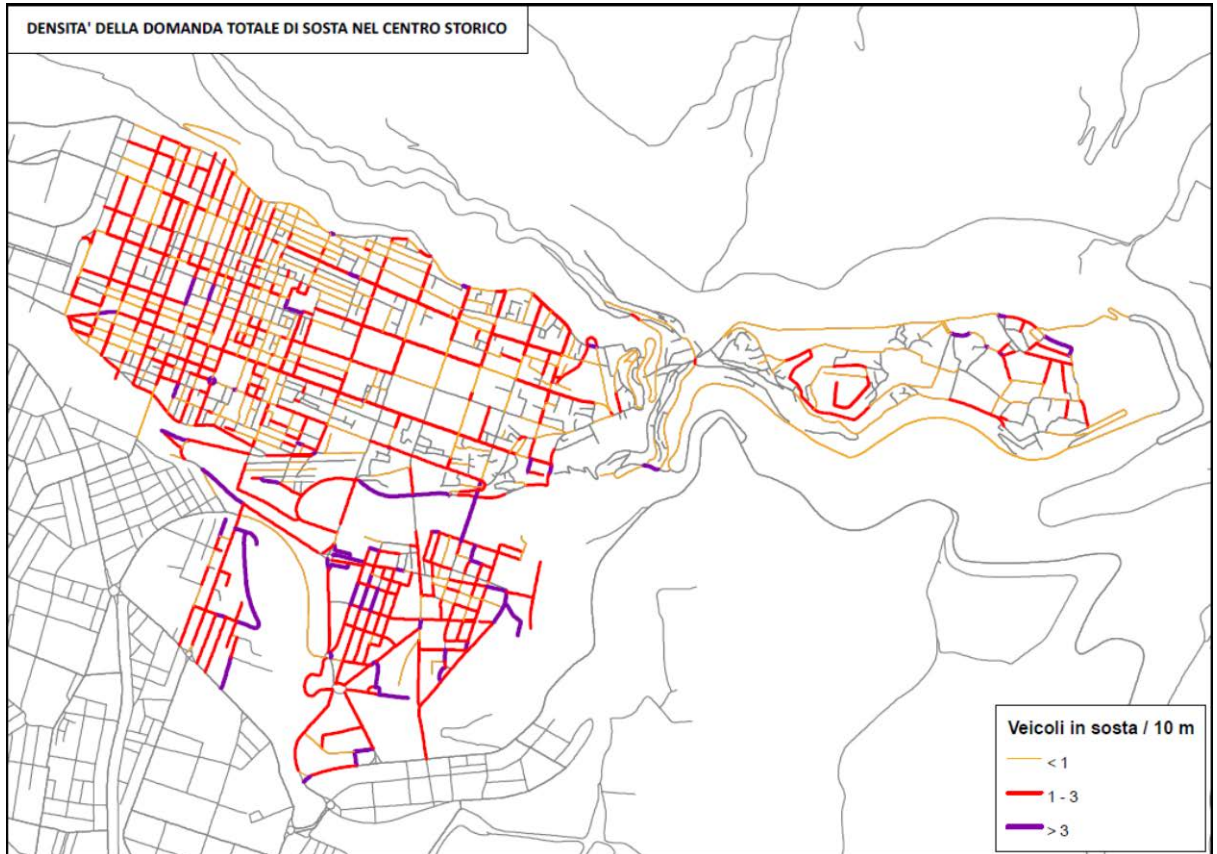 DENSITA' DELLA DOMANDA TOTALE DI SOSTA NEL CENTRO STORICO
Veicoli in sosta / 10 m
< 1
1 - 3
> 3